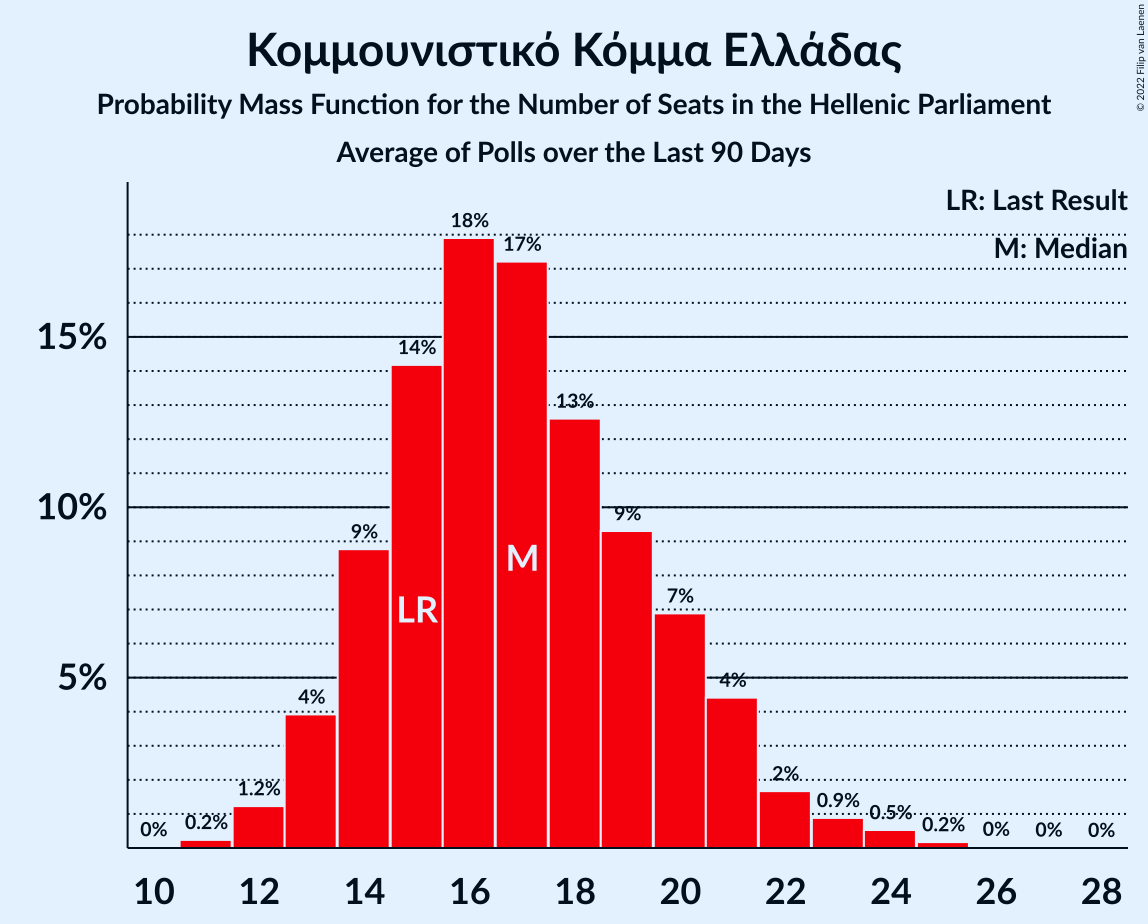 Κομμουνιστικό Κόμμα Ελλάδας
Probability Mass Function for the Number of Seats in the Hellenic Parliament
Average of Polls over the Last 90 Days
© 2022 Filip van Laenen
LR: Last Result
M: Median
15%
10%
5%
0%
0.2%
1.2%
4%
9%
14%
18%
17%
13%
9%
7%
4%
2%
0.9%
0.5%
0.2%
0%
0%
0%
LR
M
10 12 14 16 18 20 22 24 26 28